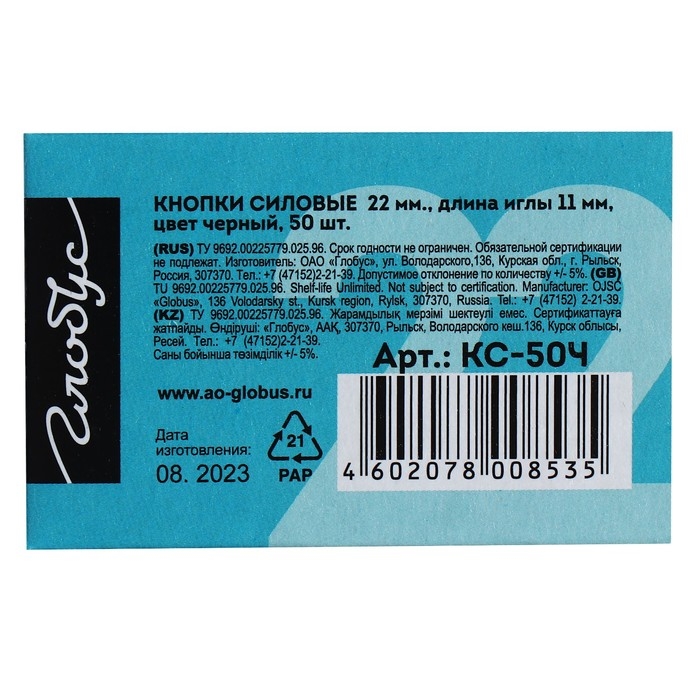 Глобус
КНОПКИ СИЛОВЫЕ 22 мм., длина иглы 11 мм,
цвет черный, 50 шт.
(RUS) ТУ 9692.00225779.025.96. Срок годности не ограничен. Обязательной сертификации
не подлежат. Изготовитель: ОАО «Глобус», ул. Володарского,136, Курская обл., г. Рыльск,
Россия, 307370. Тел.: +7 (47152)2-21-39. Допустимое отклонение по количеству +/- 5%. (GB)
TU 9692.00225779.025.96. Shelf-life Unlimited. Not subject to certification. Manufacturer: OJSC
«Globus», 136 Volodarsky st., Kursk region, Rylsk, 307370, Russia. Tel.: +7 (47152) 2-21-39.
(KZ) ТУ 9692.00225779.025.96. Жарамдылық мерзімі шектеулі емес. Сертификаттауға
жатпайды. Өндіруші: «Глобус», ААҚ, 307370, Рыльск, Володарского кеш.136, Курск облысы,
Ресей. Тел.: +7 (47152)2-21-39.
Саны бойынша төзімділік +/- 5%.
Арт.: КС-50Ч
www.ao-globus.ru
Дата
изготовления:
08. 2023
21
PAP
4 602078 008535
22